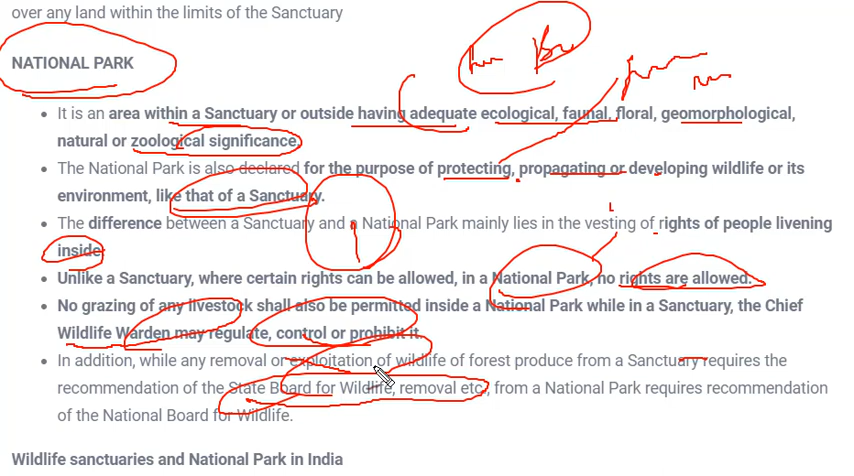 over any land within the limits of the Sanctuary
NATIONAL PARK
• It is an area within a Sanctuary or outside having adequate ecological, faunal, floral, geomorphological,
natural or zoological significance.
• The National Park is also declared for the purpose of protecting, propagating or developing wildlife or its
environment, like that of a Sanctuary.
• The difference between a Sanctuary and a National Park mainly lies in the vesting of rights of people livening
inside.
• Unlike a Sanctuary, where certain rights can be allowed, in a National Park, no rights are allowed.
• No grazing of any livestock shall also be permitted inside a National Park while in a Sanctuary, the Chief
Wildlife Warden may regulate, control or prohibit it.
• In addition, while any removal or exploitation of wildlife of forest produce from a Sanctuary requires the
recommendation of the State Board for Wildlife, removal etc., from a National Park requires recommendation
of the National Board for Wildlife.
Wildlife sanctuaries and National Park in India